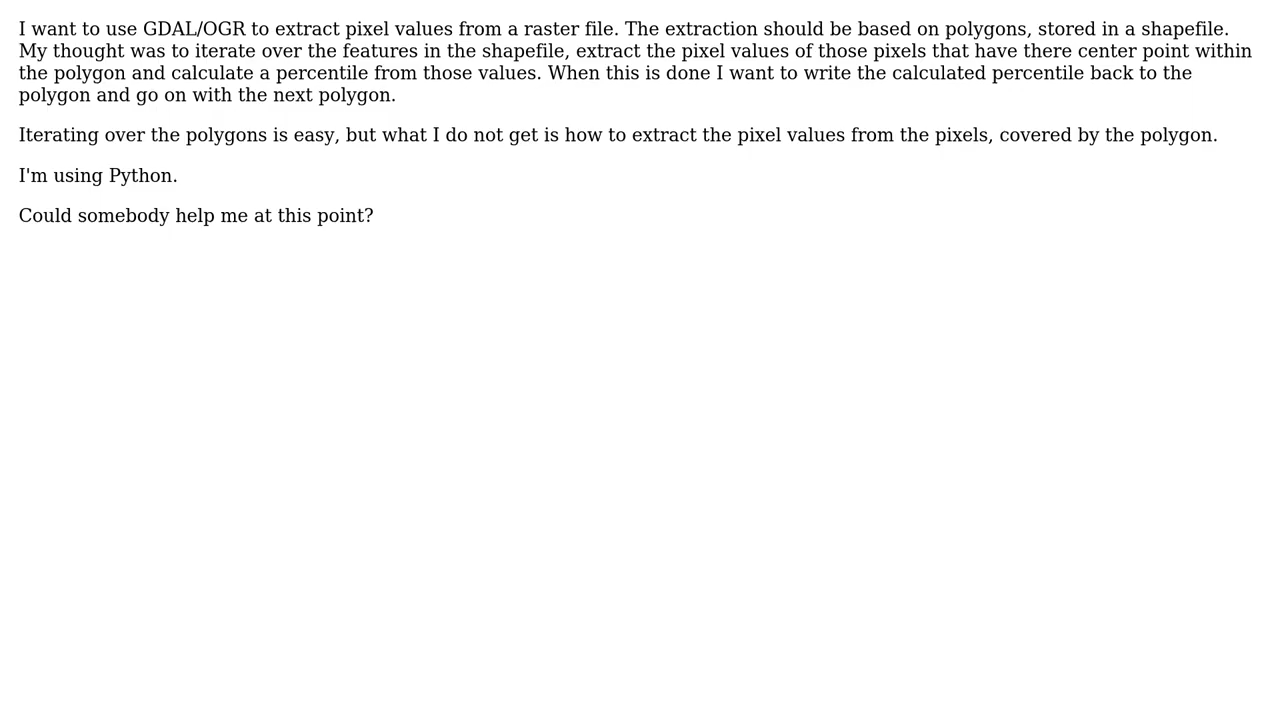 I want to use GDAL/OGR to extract pixel values from a raster file. The extraction should be based on polygons, stored in a shapefile.
My thought was to iterate over the features in the shapefile, extract the pixel values of those pixels that have there center point within
the polygon and calculate a percentile from those values. When this is done I want to write the calculated percentile back to the
polygon and go on with the next polygon.
Iterating over the polygons is easy, but what I do not get is how to extract the pixel values from the pixels, covered by the polygon.
I'm using Python.
Could somebody help me at this point?